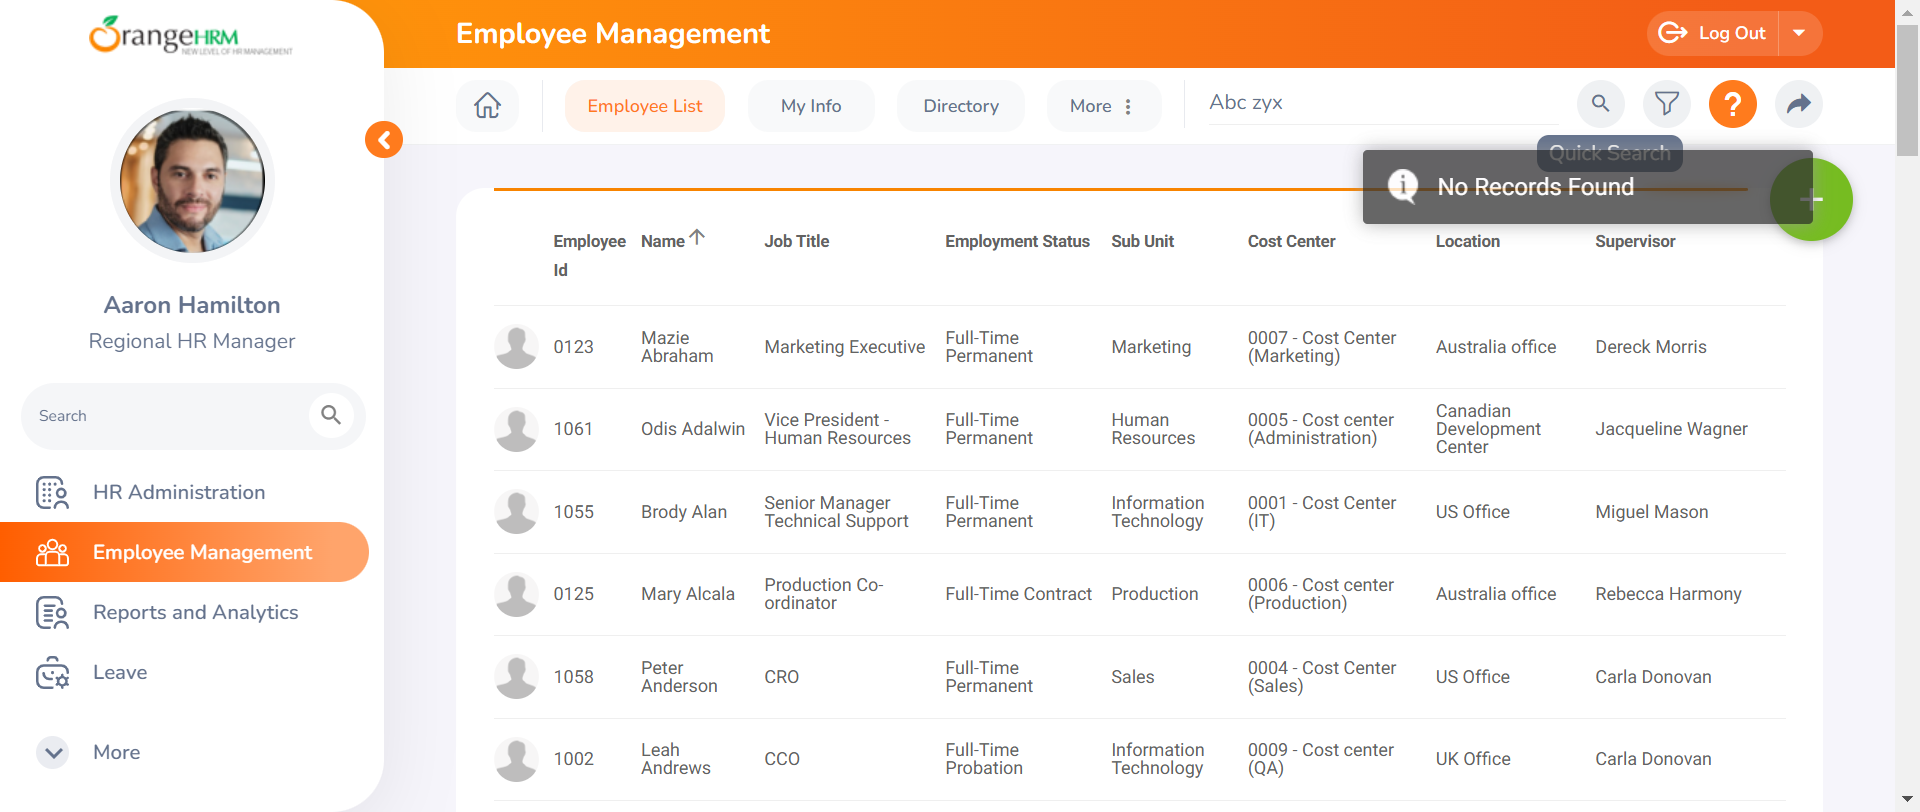 OrangeHRM
NEW LEVEL OF HR MANAGEMENT
Employee Management
Log Out
Employee List
My Info
Directory
More
Abc zyx
?
Quick Search
No Records Found
+
Aaron Hamilton
Regional HR Manager
Search
HR Administration
Employee Management
Reports and Analytics
Leave
More
Employee Id
Name
Job Title
Employment Status
Sub Unit
Cost Center
Location
Supervisor
0123
Mazie
Abraham
Marketing Executive
Full-Time
Permanent
Marketing
0007 - Cost Center
(Marketing)
Australia office
Dereck Morris
1061
Odis Adalwin
Vice President -
Human Resources
Full-Time
Permanent
Human
Resources
0005 - Cost center
(Administration)
Canadian
Development
Center
Jacqueline Wagner
1055
Brody Alan
Senior Manager
Technical Support
Full-Time
Permanent
Information
Technology
0001 - Cost Center
(IT)
US Office
Miguel Mason
0125
Mary Alcala
Production Co-
ordinator
Full-Time Contract
Production
0006 - Cost center
(Production)
Australia office
Rebecca Harmony
1058
Peter
Anderson
CRO
Full-Time
Permanent
Sales
0004 - Cost Center
(Sales)
US Office
Carla Donovan
1002
Leah
Andrews
CCO
Full-Time
Probation
Information
Technology
0009 - Cost center
(QA)
UK Office
Carla Donovan